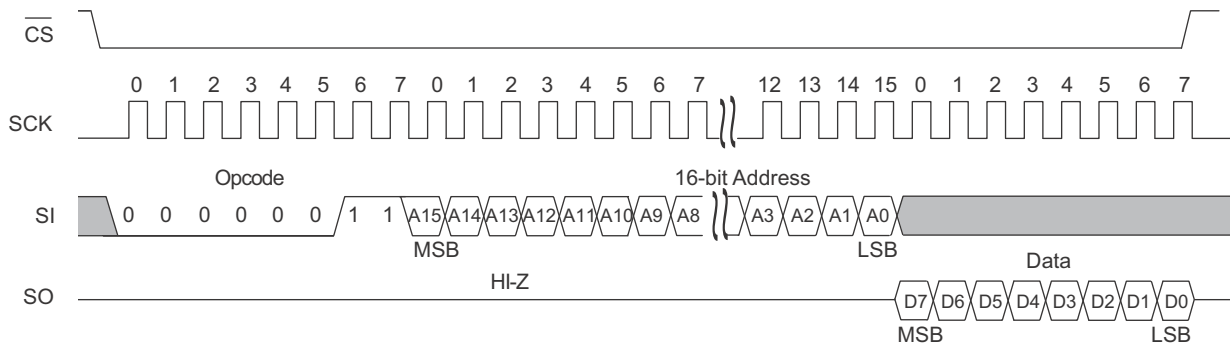 CS
0 1 2 3 4 5 6 7 0 1 2 3 4 5 6 7 12 13 14 15 0 1 2 3 4 5 6 7
SCK
Opcode 16-bit Address
SI 0 0 0 0 0 0 1 1 A15 A14 A13 A12 A11 A10 A9 A8 A3 A2 A1 A0
MSB LSB
HI-Z Data
SO D7 D6 D5 D4 D3 D2 D1 D0
MSB LSB